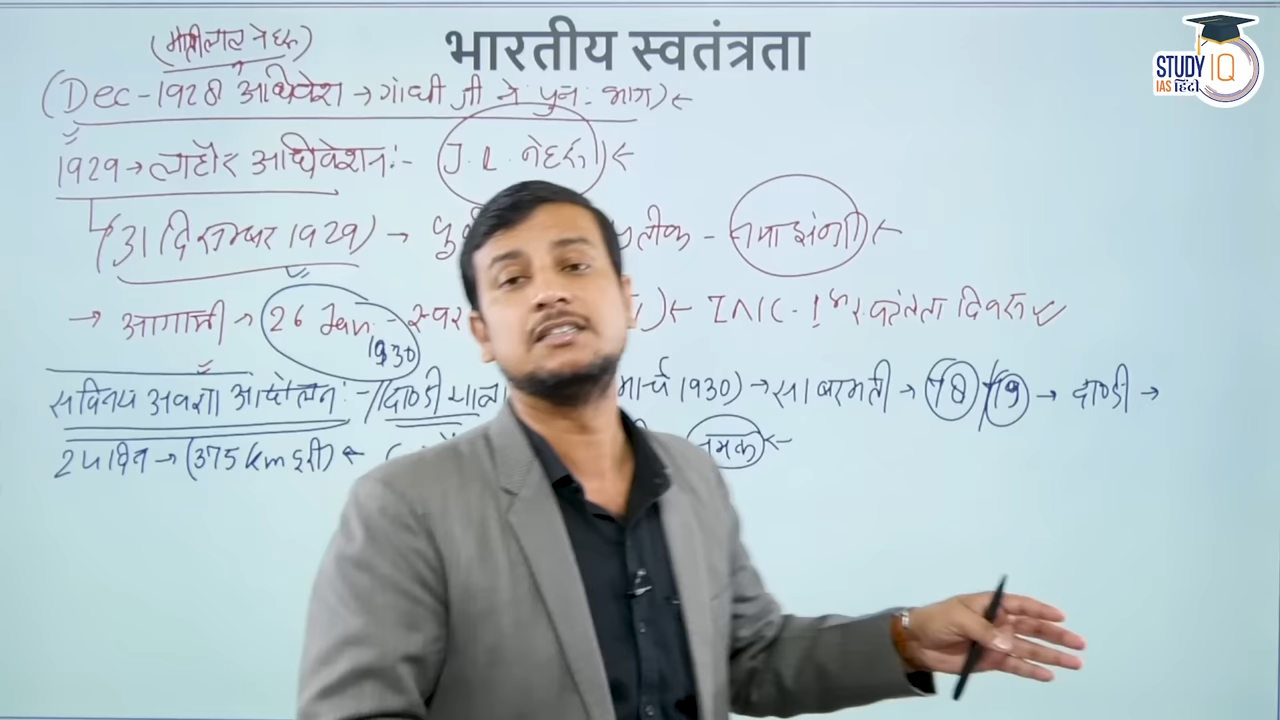 भारतीय स्वतंत्रता
STUDY IQ
IAS हिंदी
(मोतीलाल नेहरू)
(Dec-1928 अधिवेश → गांधी जी ने पुन: भाग) ←
1929 → लाहौर अधिवेशन:- (J. L. नेहरू) ←
(31 दिसम्बर 1929) → प्रतीक -
→ आगामी → 26 Jan 1930 - ← INC - 1st स्वतंत्रता दिवस
सविनय अवज्ञा आंदोलन:- (दाण्डी यात्रा मार्च 1930) → साबरमती → 78 / 79 → दाण्डी →
24 दिन → (375 km दूरी) ← नमक ←